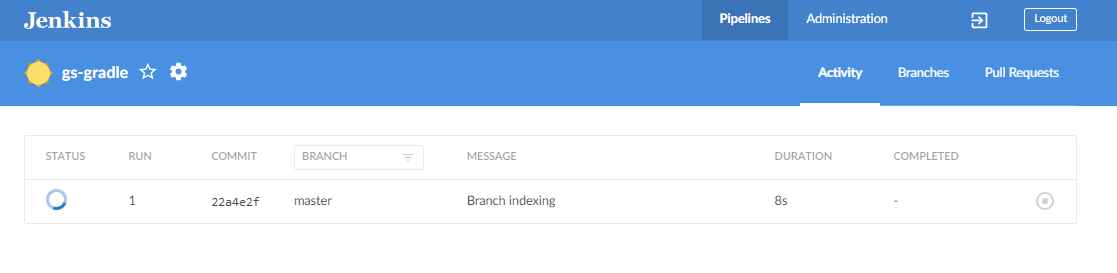 Jenkins Pipelines Administration Logout
gs-gradle Activity Branches Pull Requests
STATUS RUN COMMIT BRANCH MESSAGE DURATION COMPLETED
1 22a4e2f master Branch indexing 8s -